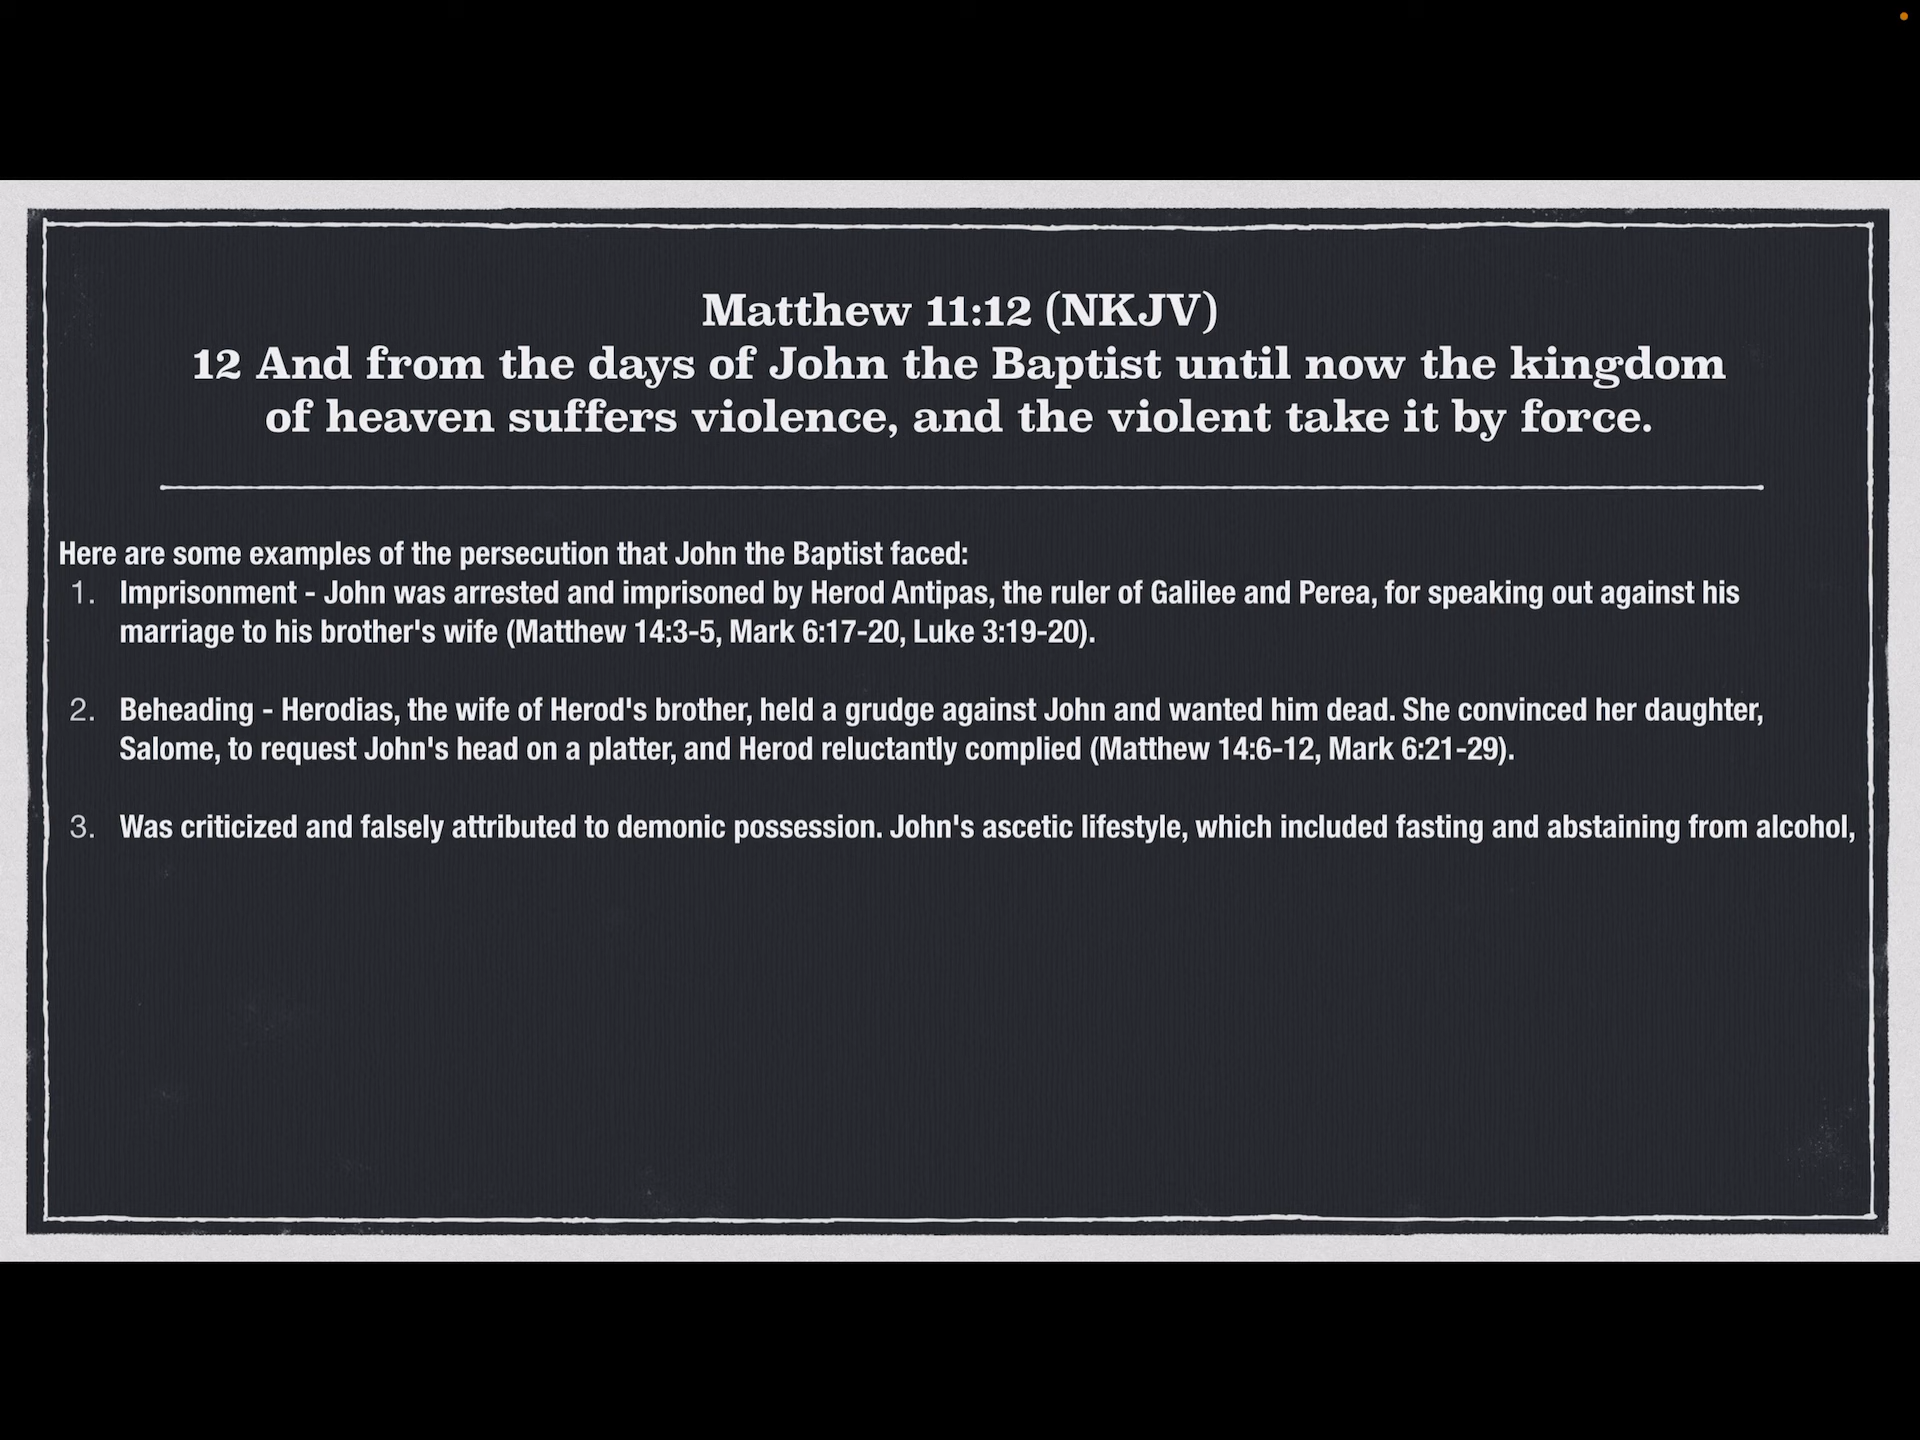 Matthew 11:12 (NKJV)
12 And from the days of John the Baptist until now the kingdom
of heaven suffers violence, and the violent take it by force.
Here are some examples of the persecution that John the Baptist faced:
1. Imprisonment - John was arrested and imprisoned by Herod Antipas, the ruler of Galilee and Perea, for speaking out against his
marriage to his brother's wife (Matthew 14:3-5, Mark 6:17-20, Luke 3:19-20).
2. Beheading - Herodias, the wife of Herod's brother, held a grudge against John and wanted him dead. She convinced her daughter,
Salome, to request John's head on a platter, and Herod reluctantly complied (Matthew 14:6-12, Mark 6:21-29).
3. Was criticized and falsely attributed to demonic possession. John's ascetic lifestyle, which included fasting and abstaining from alcohol,